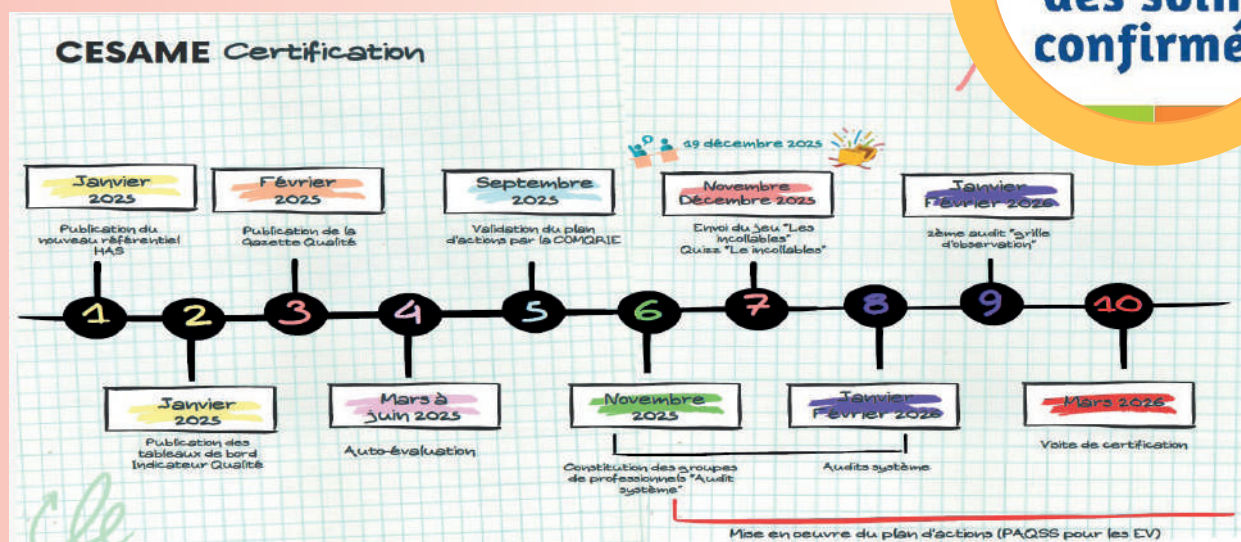 des soin
confirmé
CESAME Certification
19 décembre 2025
Janvier
2025
Publication du
nouveau référentiel
HAS
Février
2025
Publication de la
Gazette Qualité
Septembre
2025
Validation du plan
d'actions par la COMQRIE
Novembre
Décembre 2025
Envoi du jeu "Les
incollables"
Quizz "Le incollables"
Janvier
Février 2026
2ème audit "grille
d'observation"
1 2 3 4 5 6 7 8 9 10
Janvier
2025
Publication des
tableaux de bord
Indicateur Qualité
Mars à
juin 2025
Auto-évaluation
Novembre
2025
Constitution des groupes
de professionnels "Audit
système"
Janvier
Février 2026
Audits système
Mars 2026
Visite de certification
Clé
Mise en oeuvre du plan d'actions (PAQSS pour les EV)